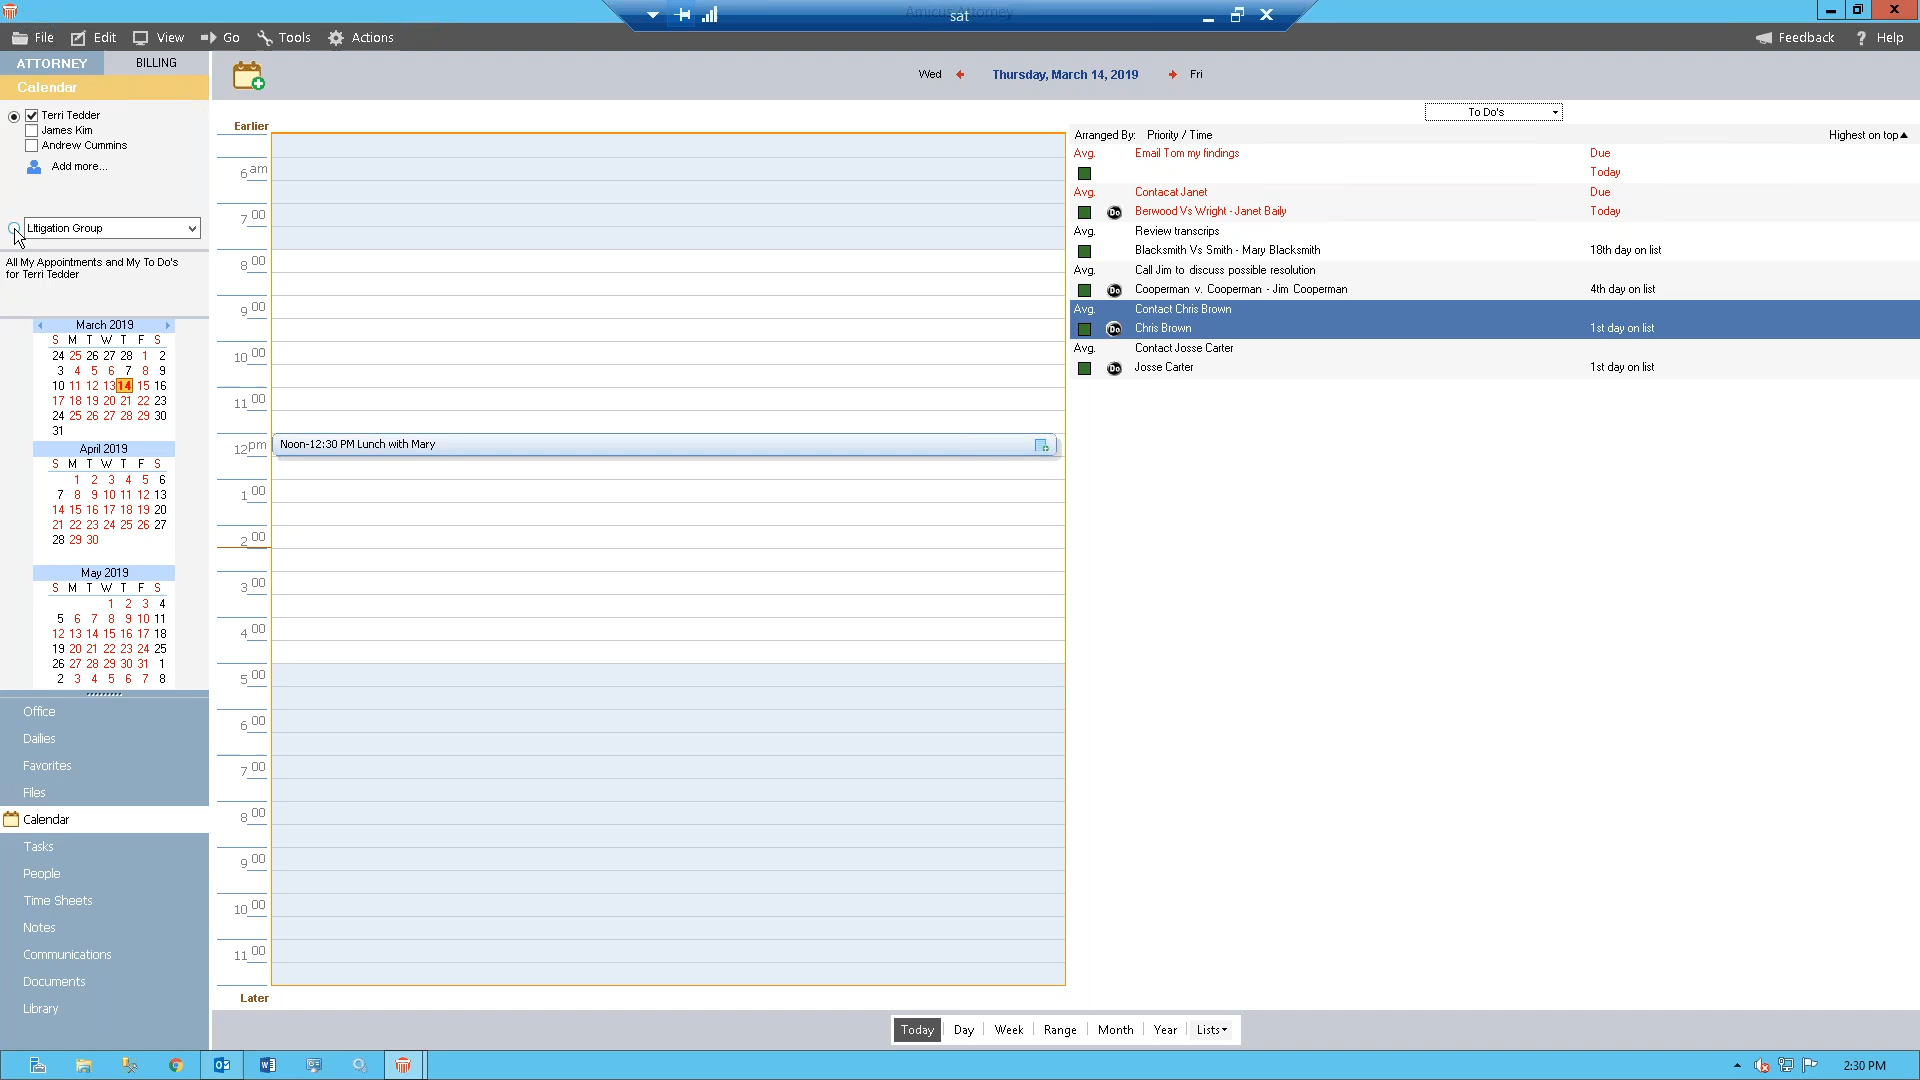 Amicus Attorney
sat
File Edit View Go Tools Actions Feedback ? Help
ATTORNEY BILLING
Calendar
Wed Thursday, March 14, 2019 Fri
Terri Tedder
James Kim
Andrew Cummins
Add more...
Litigation Group
All My Appointments and My To Do's
for Terri Tedder
March 2019
S M T W T F S
24 25 26 27 28 1 2
3 4 5 6 7 8 9
10 11 12 13 14 15 16
17 18 19 20 21 22 23
24 25 26 27 28 29 30
31
April 2019
S M T W T F S
1 2 3 4 5 6
7 8 9 10 11 12 13
14 15 16 17 18 19 20
21 22 23 24 25 26 27
28 29 30
May 2019
S M T W T F S
1 2 3 4
5 6 7 8 9 10 11
12 13 14 15 16 17 18
19 20 21 22 23 24 25
26 27 28 29 30 31 1
2 3 4 5 6 7 8
Office
Dailies
Favorites
Files
Calendar
Tasks
People
Time Sheets
Notes
Communications
Documents
Library
Earlier
6 am
7 00
8 00
9 00
10 00
11 00
12 pm
Noon-12:30 PM Lunch with Mary
1 00
2 00
3 00
4 00
5 00
6 00
7 00
8 00
9 00
10 00
11 00
Later
To Do's
Arranged By: Priority / Time Highest on top
Avg. Email Tom my findings Due
Today
Avg. Contacat Janet Due
Do Berwood Vs Wright - Janet Baily Today
Avg. Review transcrips
Blacksmith Vs Smith - Mary Blacksmith 18th day on list
Avg. Call Jim to discuss possible resolution
Do Cooperman v. Cooperman - Jim Cooperman 4th day on list
Avg. Contact Chris Brown
Do Chris Brown 1st day on list
Avg. Contact Josse Carter
Do Josse Carter 1st day on list
Today Day Week Range Month Year Lists
2:30 PM